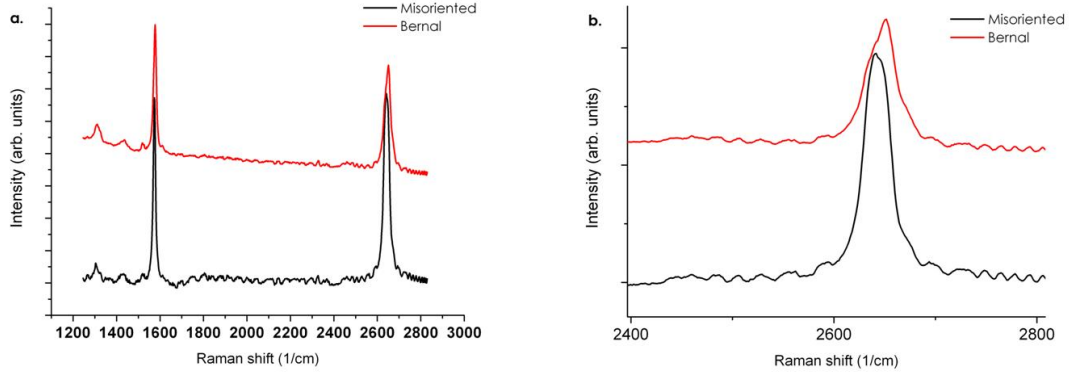 a.
Misoriented
Bernal
Intensity (arb. units)
1200 1400 1600 1800 2000 2200 2400 2600 2800 3000
Raman shift (1/cm)
b.
Misoriented
Bernal
Intensity (arb. units)
2400 2600 2800
Raman shift (1/cm)